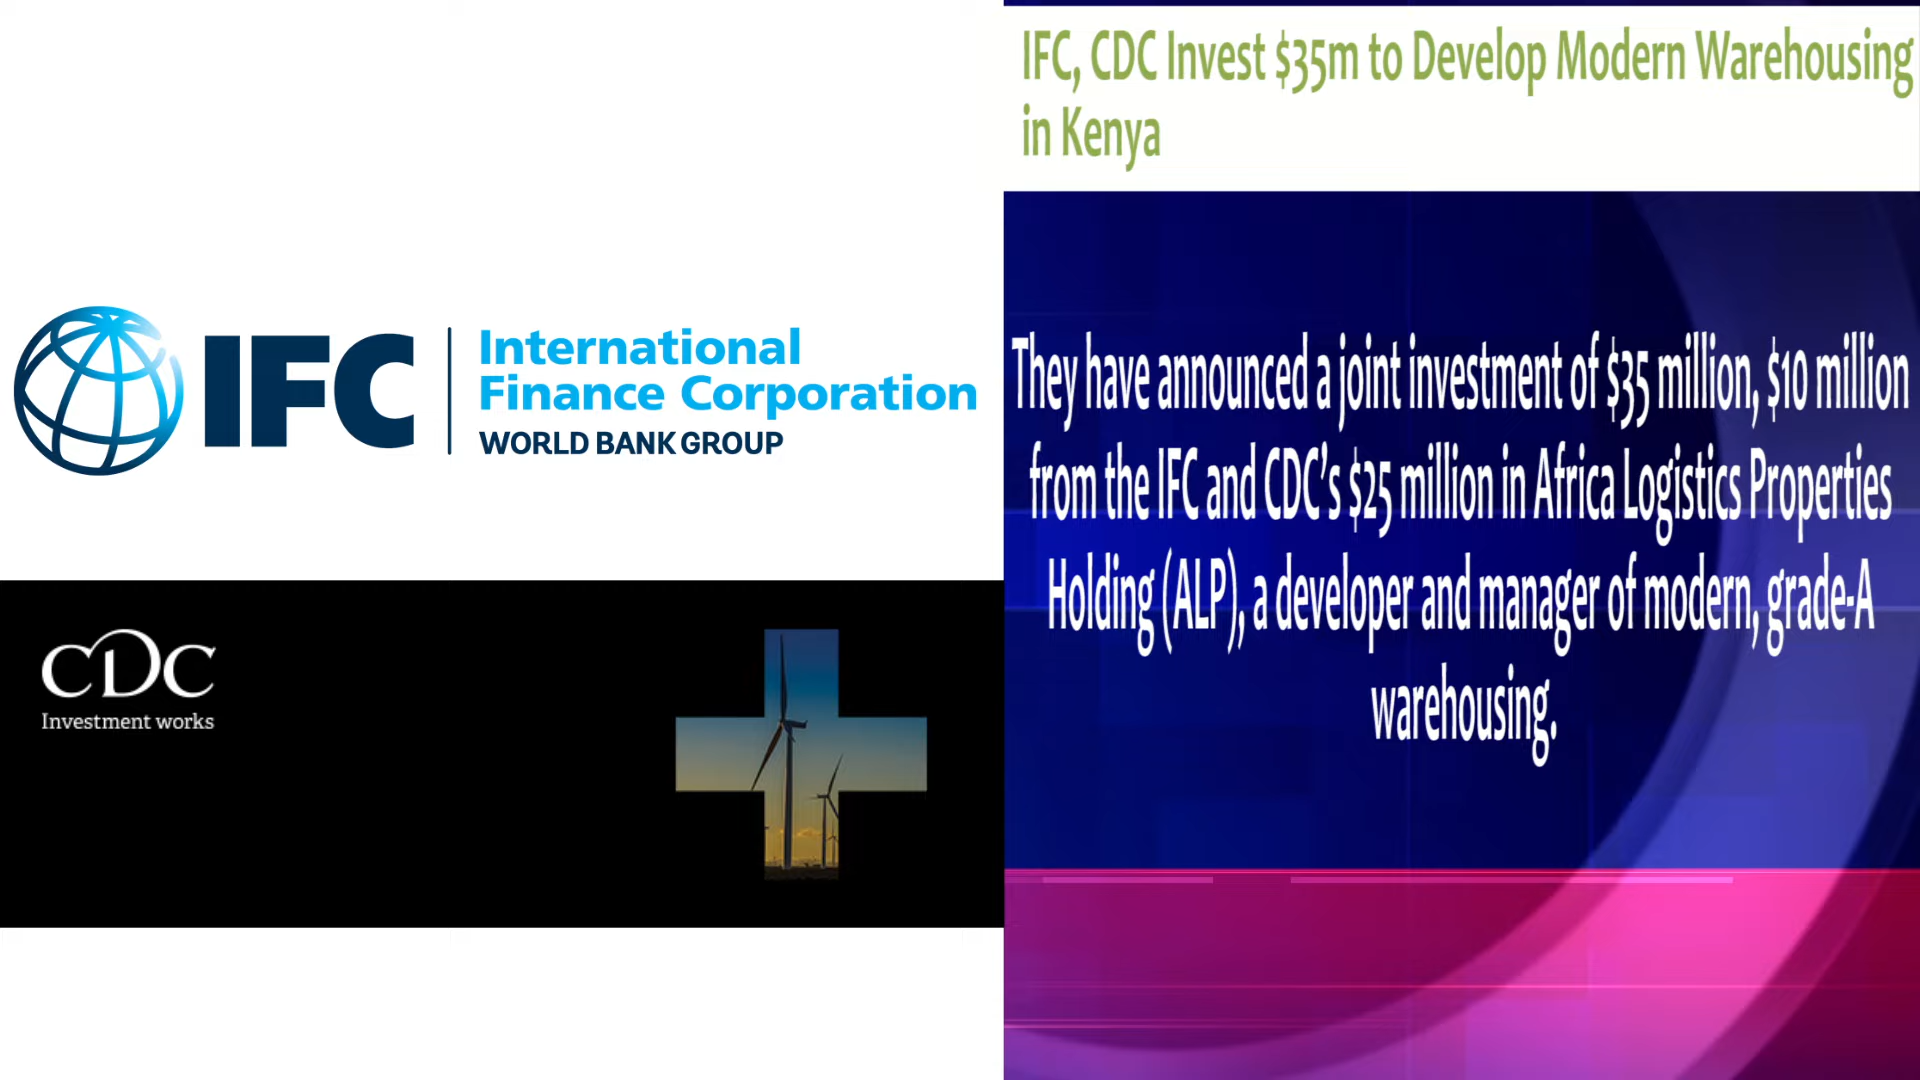 IFC
International
Finance Corporation
WORLD BANK GROUP
CDC
Investment works
IFC, CDC Invest $35m to Develop Modern Warehousing
in Kenya
They have announced a joint investment of $35 million, $10 million
from the IFC and CDC’s $25 million in Africa Logistics Properties
Holding (ALP), a developer and manager of modern, grade-A
warehousing.